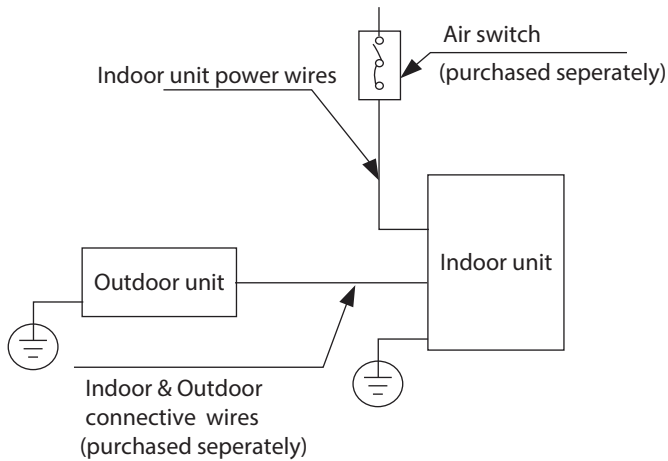 Air switch
(purchased seperately)
Indoor unit power wires
Indoor unit
Outdoor unit
Indoor & Outdoor
connective wires
(purchased seperately)